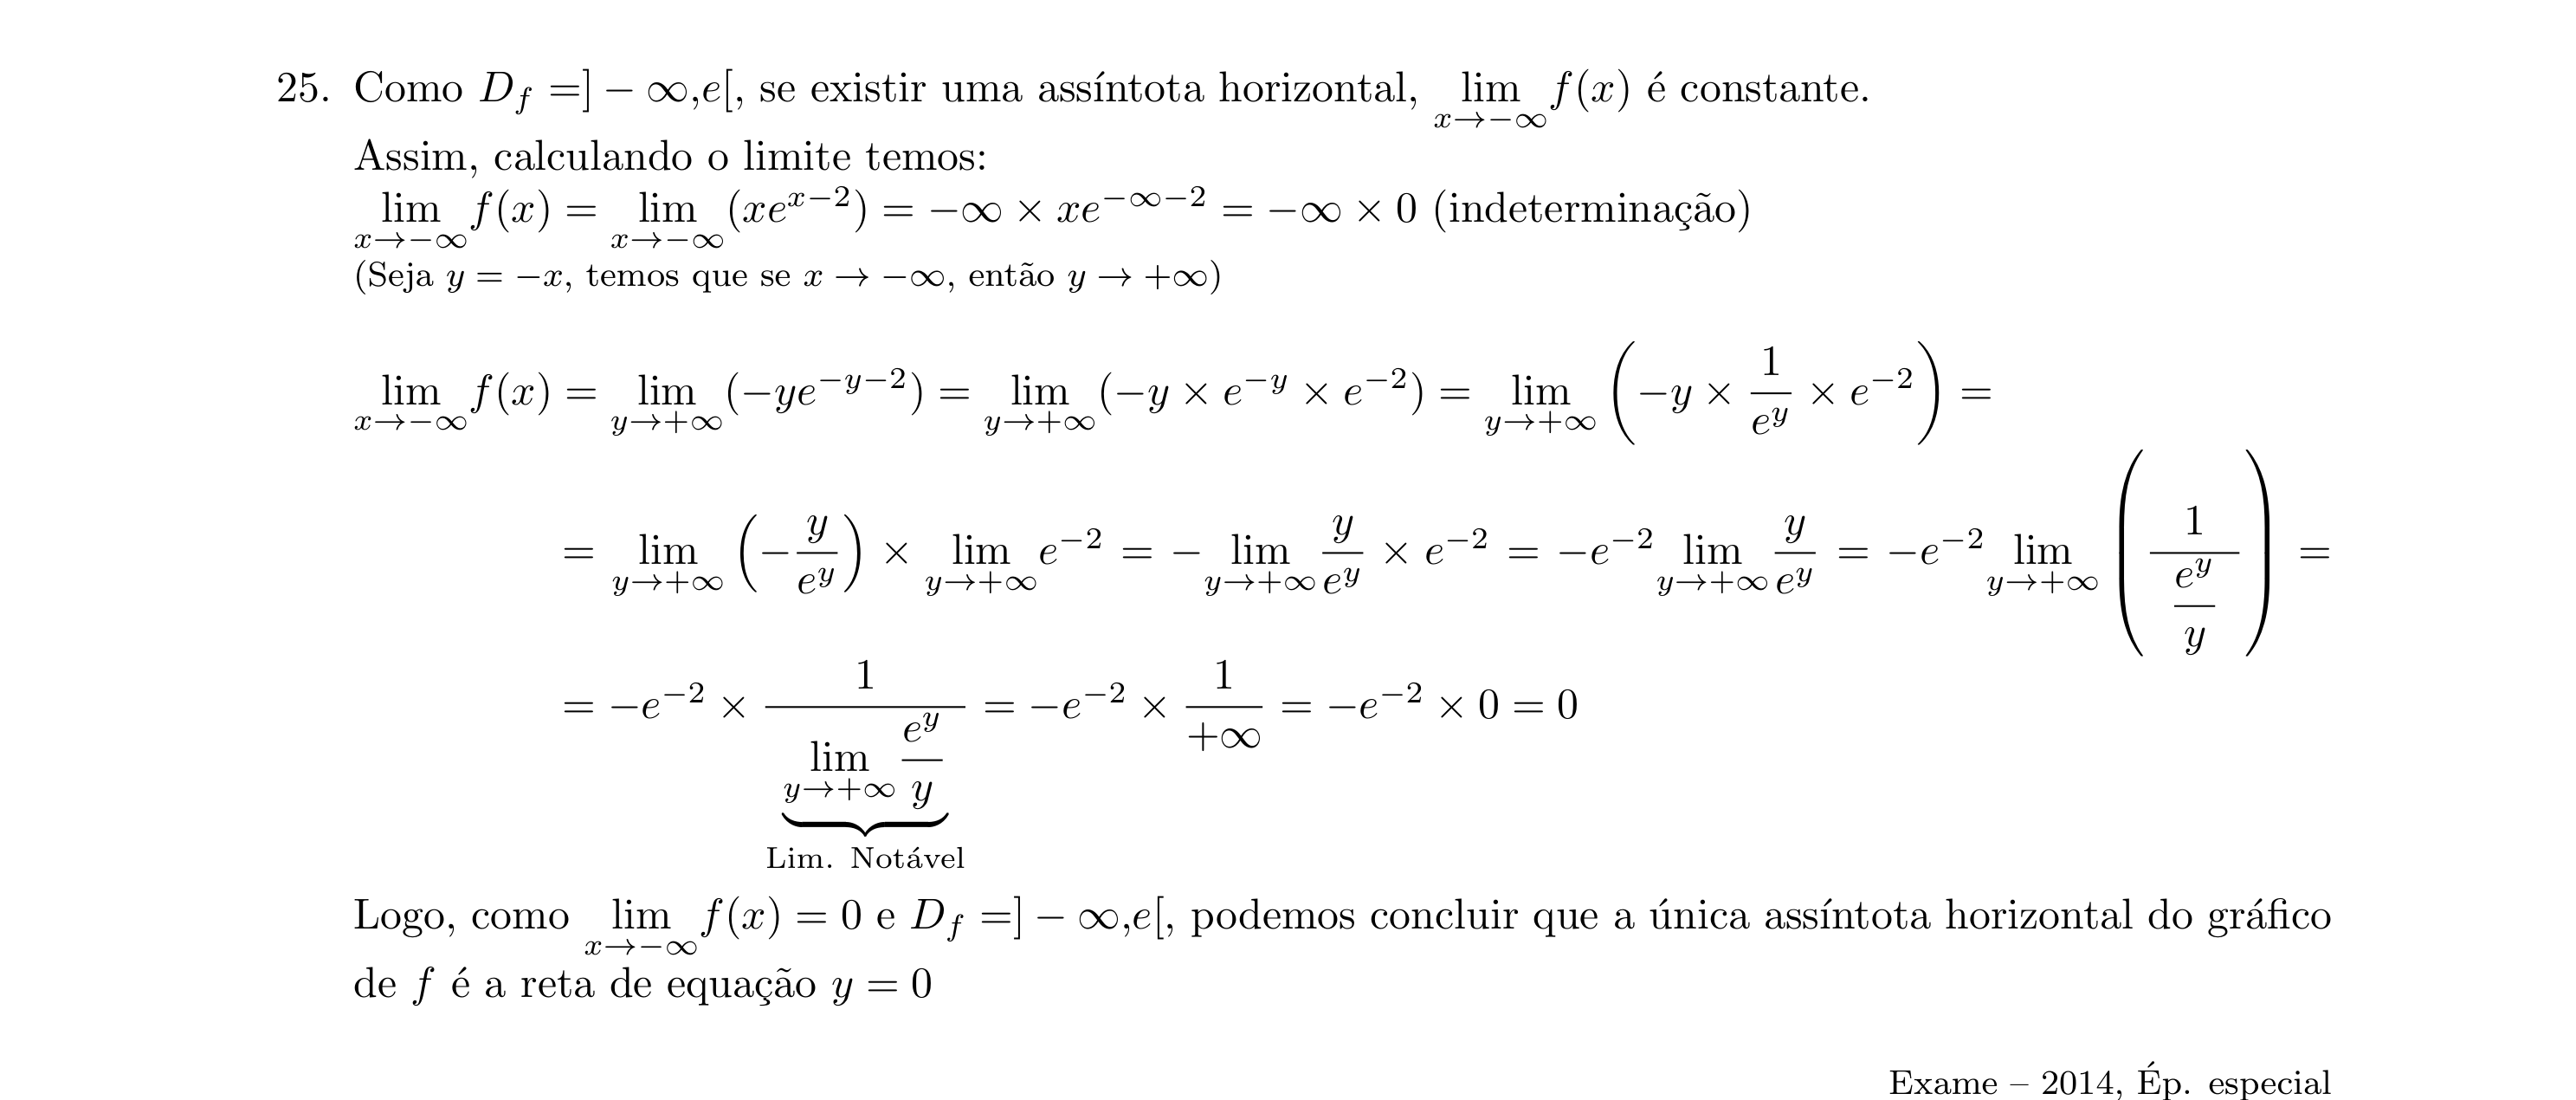 25. Como $D_f =]-\infty,e[$, se existir uma assíntota horizontal, $\lim_{x \to -\infty} f(x)$ é constante.
Assim, calculando o limite temos:
$\lim_{x \to -\infty} f(x) = \lim_{x \to -\infty} (xe^{x-2}) = -\infty \times xe^{-\infty-2} = -\infty \times 0$ (indeterminação)
(Seja $y = -x$, temos que se $x \to -\infty$, então $y \to +\infty$)
$\lim_{x \to -\infty} f(x) = \lim_{y \to +\infty} (-ye^{-y-2}) = \lim_{y \to +\infty} (-y \times e^{-y} \times e^{-2}) = \lim_{y \to +\infty} \left(-y \times \frac{1}{e^y} \times e^{-2}\right) =$
$= \lim_{y \to +\infty} \left(-\frac{y}{e^y}\right) \times \lim_{y \to +\infty} e^{-2} = -\lim_{y \to +\infty} \frac{y}{e^y} \times e^{-2} = -e^{-2} \lim_{y \to +\infty} \frac{y}{e^y} = -e^{-2} \lim_{y \to +\infty} \left(\frac{1}{\frac{e^y}{y}}\right) =$
$= -e^{-2} \times \frac{1}{\underbrace{\lim_{y \to +\infty} \frac{e^y}{y}}_{\text{Lim. Notável}}} = -e^{-2} \times \frac{1}{+\infty} = -e^{-2} \times 0 = 0$
Logo, como $\lim_{x \to -\infty} f(x) = 0$ e $D_f =]-\infty,e[$, podemos concluir que a única assíntota horizontal do gráfico
de $f$ é a reta de equação $y = 0$
Exame – 2014, Ép. especial